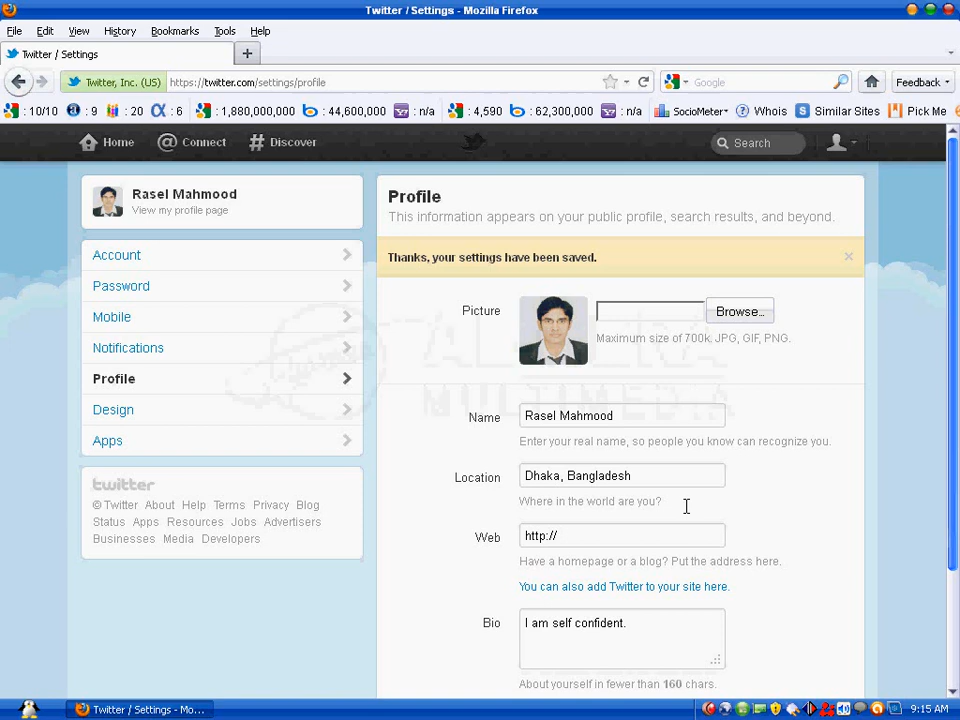 Twitter / Settings - Mozilla Firefox
File Edit View History Bookmarks Tools Help
Twitter / Settings +
Twitter, Inc. (US) https://twitter.com/settings/profile Google Feedback
: 10/10 : 9 : 20 : 6 : 1,880,000,000 : 44,600,000 : n/a : 4,590 : 62,300,000 : n/a SocioMeter Whois Similar Sites Pick Me
Home Connect Discover Search
Rasel Mahmood
View my profile page
Account
Password
Mobile
Notifications
Profile
Design
Apps
twitter
© Twitter About Help Terms Privacy Blog
Status Apps Resources Jobs Advertisers
Businesses Media Developers
Profile
This information appears on your public profile, search results, and beyond.
Thanks, your settings have been saved. ×
Picture Browse...
Maximum size of 700k. JPG, GIF, PNG.
MULTIMEDIA
Name Rasel Mahmood
Enter your real name, so people you know can recognize you.
Location Dhaka, Bangladesh
Where in the world are you?
Web http://
Have a homepage or a blog? Put the address here.
You can also add Twitter to your site here.
Bio I am self confident.
About yourself in fewer than 160 chars.
Twitter / Settings - Mo... 9:15 AM